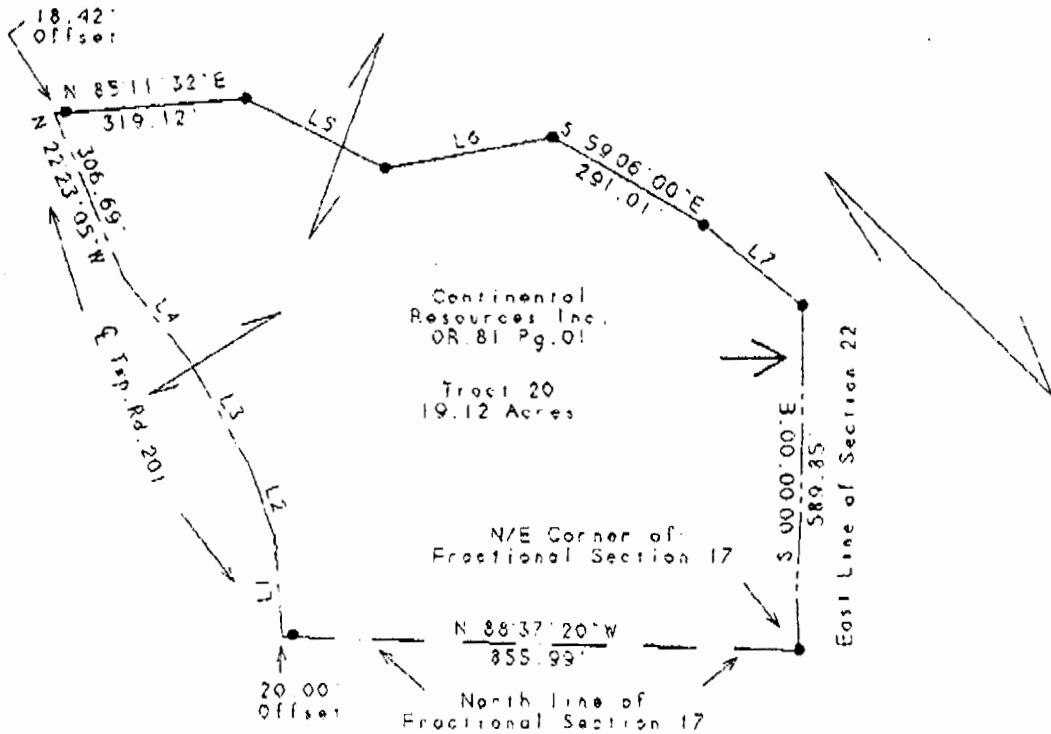 18.42'
Offset
N 85°11'32"E
319.12'
L5
L6
S 59°06'00"E
291.01'
L7
306.69'
N 22°23'05"W
L4
℄ Twp. Rd. 201
L3
L2
L1
Continental
Resources Inc.
OR.81 Pg.01
Tract 20
19.12 Acres
S 00°00'00"E
589.85'
East Line of Section 22
N/E Corner of
Fractional Section 17
N 88°37'20"W
855.99'
20.00'
Offset
North line of
Fractional Section 17